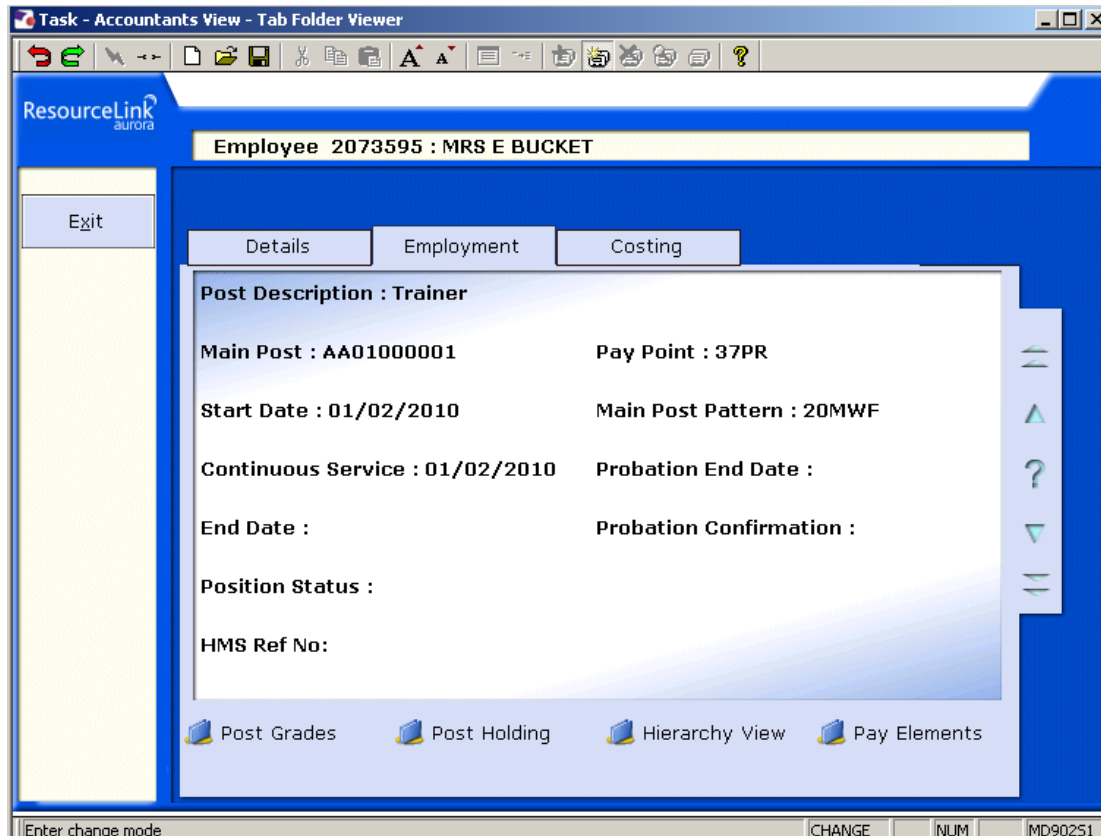 Task - Accountants View - Tab Folder Viewer
ResourceLink
aurora
Employee 2073595 : MRS E BUCKET
Exit
Details Employment Costing
Post Description : Trainer
Main Post : AA01000001 Pay Point : 37PR
Start Date : 01/02/2010 Main Post Pattern : 20MWF
Continuous Service : 01/02/2010 Probation End Date :
End Date : Probation Confirmation :
Position Status :
HMS Ref No:
Post Grades Post Holding Hierarchy View Pay Elements
Enter change mode CHANGE NUM MD902S1